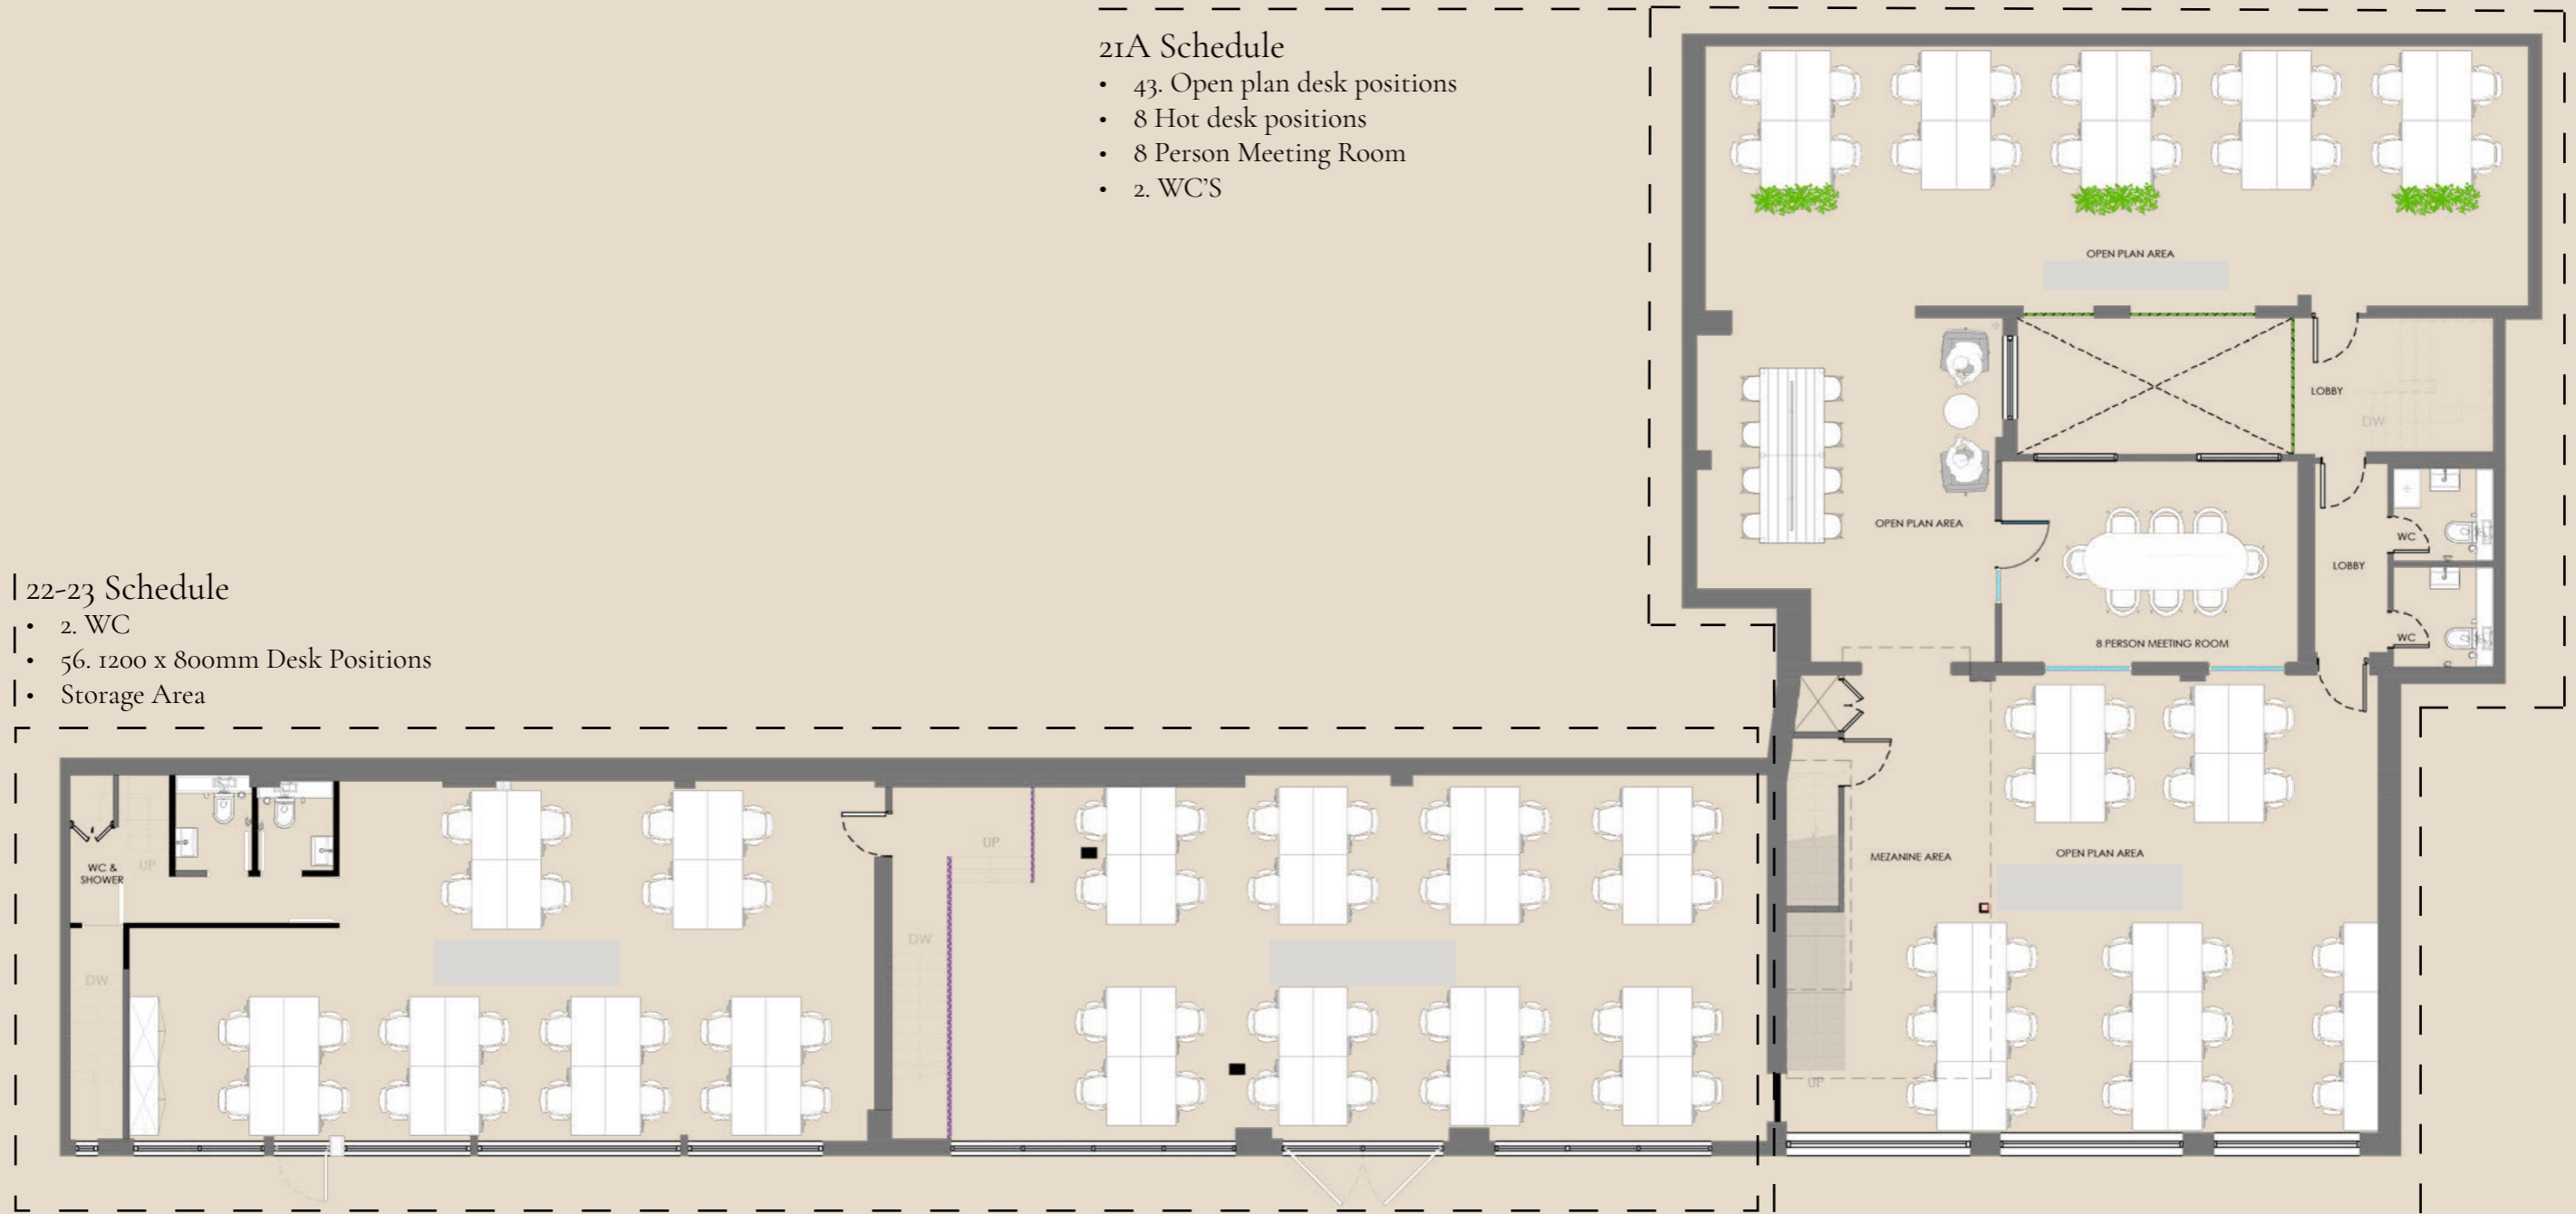 21A Schedule
• 43. Open plan desk positions
• 8 Hot desk positions
• 8 Person Meeting Room
• 2. WC'S
OPEN PLAN AREA
LOBBY
DW
OPEN PLAN AREA
WC
LOBBY
WC
8 PERSON MEETING ROOM
22-23 Schedule
• 2. WC
• 56. 1200 x 800mm Desk Positions
• Storage Area
WC &
SHOWER
UP
UP
MEZANINE AREA
OPEN PLAN AREA
DW
DW
UP